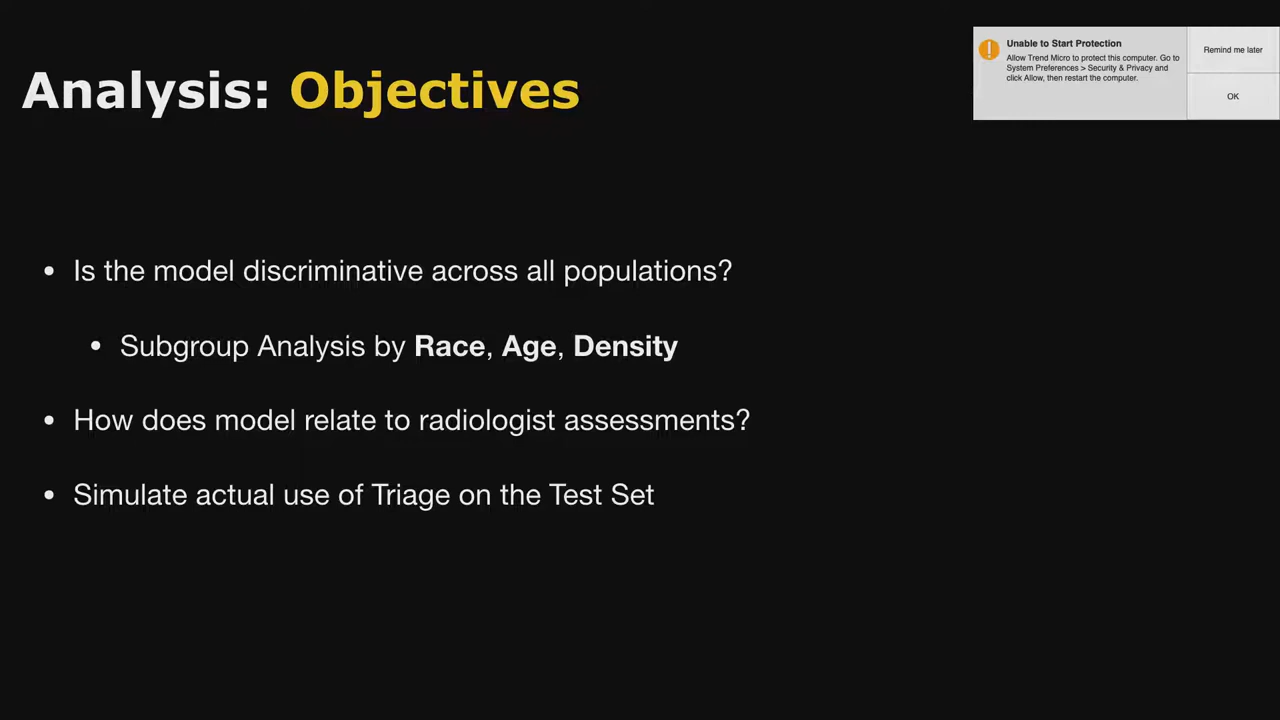 Analysis: Objectives
Unable to Start Protection
Allow Trend Micro to protect this computer. Go to
System Preferences > Security & Privacy and
click Allow, then restart the computer.
Remind me later
OK
• Is the model discriminative across all populations?
• Subgroup Analysis by Race, Age, Density
• How does model relate to radiologist assessments?
• Simulate actual use of Triage on the Test Set